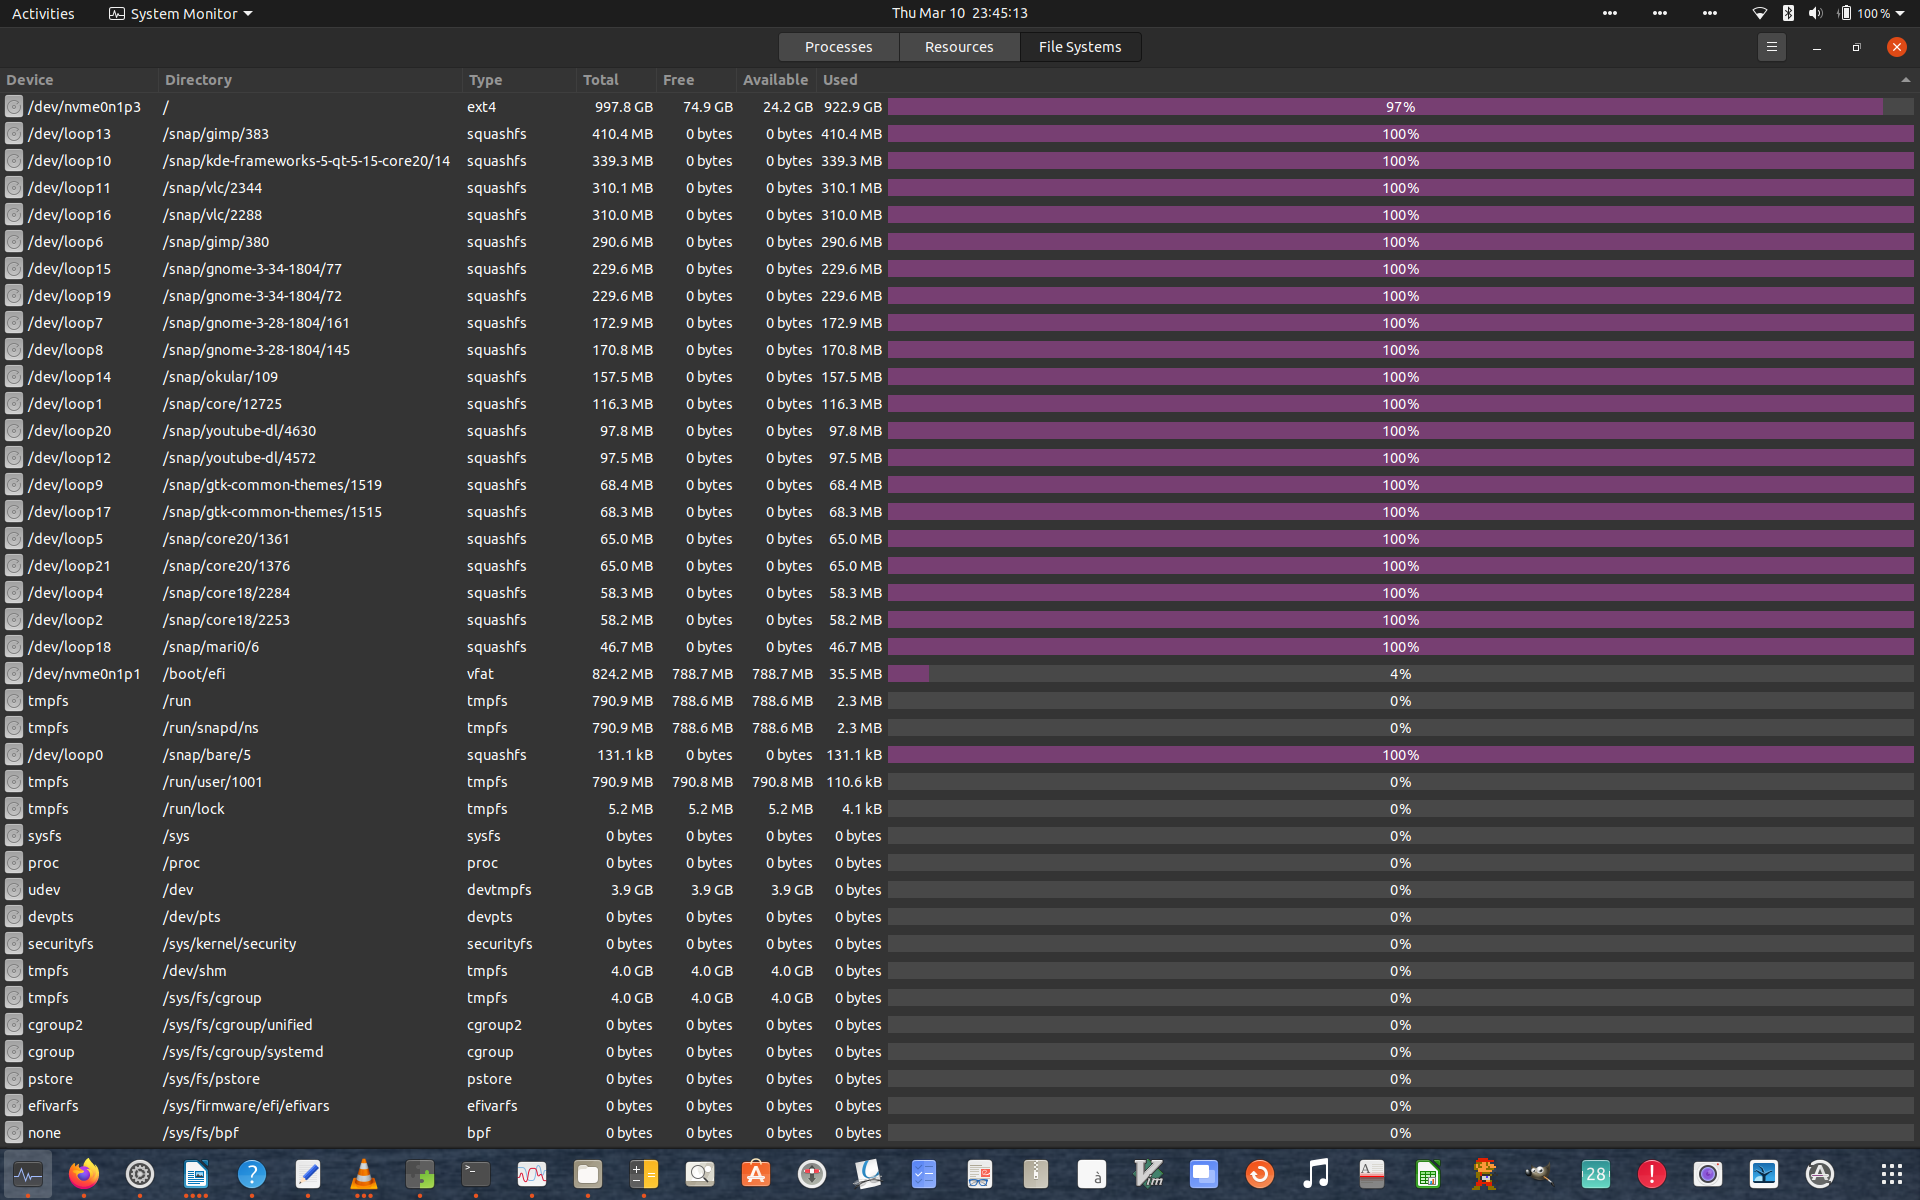 Activities System Monitor Thu Mar 10 23:45:13 100 %
Processes Resources File Systems
Device Directory Type Total Free Available Used
/dev/nvme0n1p3 / ext4 997.8 GB 74.9 GB 24.2 GB 922.9 GB 97%
/dev/loop13 /snap/gimp/383 squashfs 410.4 MB 0 bytes 0 bytes 410.4 MB 100%
/dev/loop10 /snap/kde-frameworks-5-qt-5-15-core20/14 squashfs 339.3 MB 0 bytes 0 bytes 339.3 MB 100%
/dev/loop11 /snap/vlc/2344 squashfs 310.1 MB 0 bytes 0 bytes 310.1 MB 100%
/dev/loop16 /snap/vlc/2288 squashfs 310.0 MB 0 bytes 0 bytes 310.0 MB 100%
/dev/loop6 /snap/gimp/380 squashfs 290.6 MB 0 bytes 0 bytes 290.6 MB 100%
/dev/loop15 /snap/gnome-3-34-1804/77 squashfs 229.6 MB 0 bytes 0 bytes 229.6 MB 100%
/dev/loop19 /snap/gnome-3-34-1804/72 squashfs 229.6 MB 0 bytes 0 bytes 229.6 MB 100%
/dev/loop7 /snap/gnome-3-28-1804/161 squashfs 172.9 MB 0 bytes 0 bytes 172.9 MB 100%
/dev/loop8 /snap/gnome-3-28-1804/145 squashfs 170.8 MB 0 bytes 0 bytes 170.8 MB 100%
/dev/loop14 /snap/okular/109 squashfs 157.5 MB 0 bytes 0 bytes 157.5 MB 100%
/dev/loop1 /snap/core/12725 squashfs 116.3 MB 0 bytes 0 bytes 116.3 MB 100%
/dev/loop20 /snap/youtube-dl/4630 squashfs 97.8 MB 0 bytes 0 bytes 97.8 MB 100%
/dev/loop12 /snap/youtube-dl/4572 squashfs 97.5 MB 0 bytes 0 bytes 97.5 MB 100%
/dev/loop9 /snap/gtk-common-themes/1519 squashfs 68.4 MB 0 bytes 0 bytes 68.4 MB 100%
/dev/loop17 /snap/gtk-common-themes/1515 squashfs 68.3 MB 0 bytes 0 bytes 68.3 MB 100%
/dev/loop5 /snap/core20/1361 squashfs 65.0 MB 0 bytes 0 bytes 65.0 MB 100%
/dev/loop21 /snap/core20/1376 squashfs 65.0 MB 0 bytes 0 bytes 65.0 MB 100%
/dev/loop4 /snap/core18/2284 squashfs 58.3 MB 0 bytes 0 bytes 58.3 MB 100%
/dev/loop2 /snap/core18/2253 squashfs 58.2 MB 0 bytes 0 bytes 58.2 MB 100%
/dev/loop18 /snap/mari0/6 squashfs 46.7 MB 0 bytes 0 bytes 46.7 MB 100%
/dev/nvme0n1p1 /boot/efi vfat 824.2 MB 788.7 MB 788.7 MB 35.5 MB 4%
tmpfs /run tmpfs 790.9 MB 788.6 MB 788.6 MB 2.3 MB 0%
tmpfs /run/snapd/ns tmpfs 790.9 MB 788.6 MB 788.6 MB 2.3 MB 0%
/dev/loop0 /snap/bare/5 squashfs 131.1 kB 0 bytes 0 bytes 131.1 kB 100%
tmpfs /run/user/1001 tmpfs 790.9 MB 790.8 MB 790.8 MB 110.6 kB 0%
tmpfs /run/lock tmpfs 5.2 MB 5.2 MB 5.2 MB 4.1 kB 0%
sysfs /sys sysfs 0 bytes 0 bytes 0 bytes 0 bytes 0%
proc /proc proc 0 bytes 0 bytes 0 bytes 0 bytes 0%
udev /dev devtmpfs 3.9 GB 3.9 GB 3.9 GB 0 bytes 0%
devpts /dev/pts devpts 0 bytes 0 bytes 0 bytes 0 bytes 0%
securityfs /sys/kernel/security securityfs 0 bytes 0 bytes 0 bytes 0 bytes 0%
tmpfs /dev/shm tmpfs 4.0 GB 4.0 GB 4.0 GB 0 bytes 0%
tmpfs /sys/fs/cgroup tmpfs 4.0 GB 4.0 GB 4.0 GB 0 bytes 0%
cgroup2 /sys/fs/cgroup/unified cgroup2 0 bytes 0 bytes 0 bytes 0 bytes 0%
cgroup /sys/fs/cgroup/systemd cgroup 0 bytes 0 bytes 0 bytes 0 bytes 0%
pstore /sys/fs/pstore pstore 0 bytes 0 bytes 0 bytes 0 bytes 0%
efivarfs /sys/firmware/efi/efivars efivarfs 0 bytes 0 bytes 0 bytes 0 bytes 0%
none /sys/fs/bpf bpf 0 bytes 0 bytes 0 bytes 0 bytes 0%
? à Vim A 28